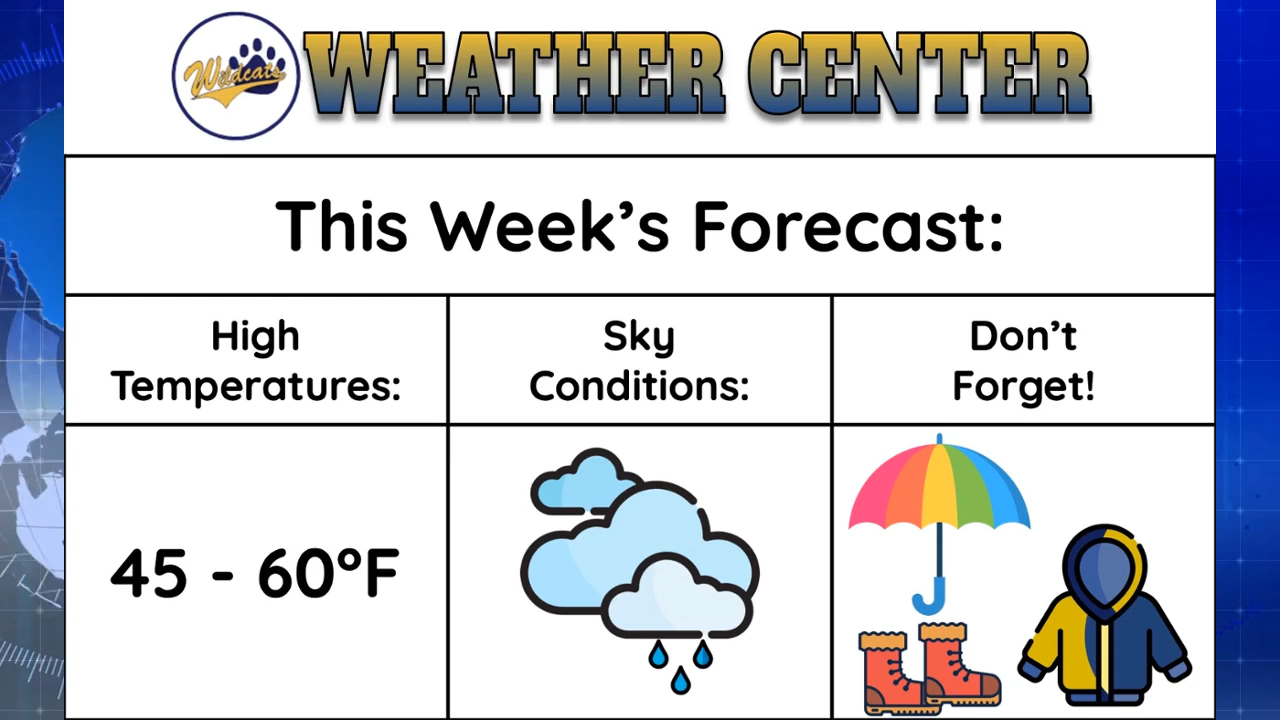 Wildcats
WEATHER CENTER
This Week’s Forecast:
High
Temperatures:
Sky
Conditions:
Don’t
Forget!
45 - 60°F